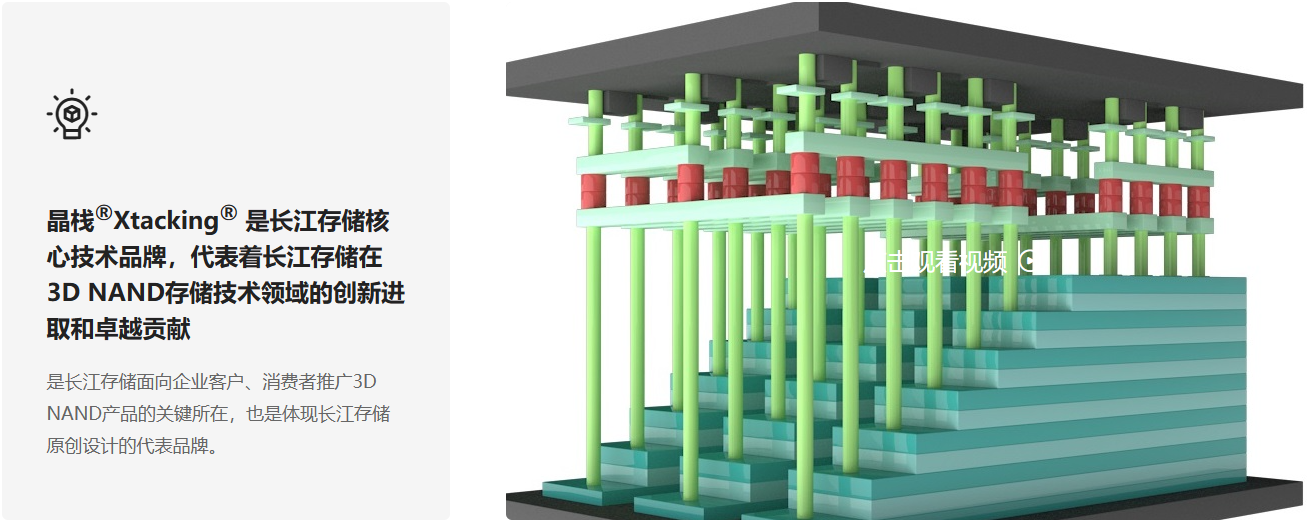 晶栈®Xtacking® 是长江存储核
心技术品牌，代表着长江存储在
3D NAND存储技术领域的创新进
取和卓越贡献
是长江存储面向企业客户、消费者推广3D
NAND产品的关键所在，也是体现长江存储
原创设计的代表品牌。
点击观看视频